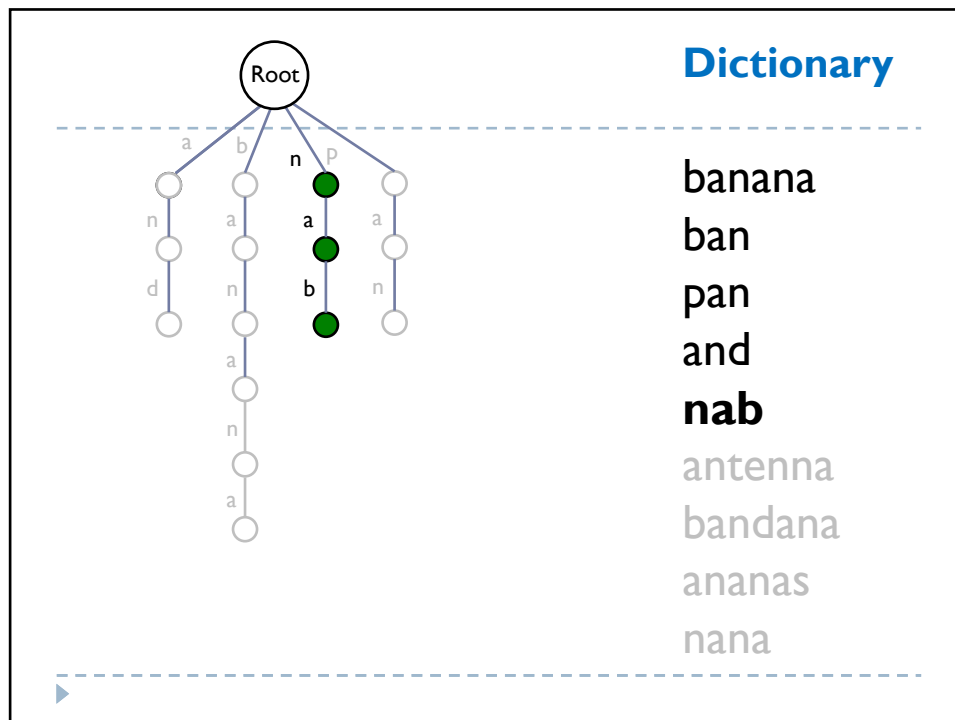 Dictionary
Root
a b n p
n a a a
d n b n
a
n
a
banana
ban
pan
and
nab
antenna
bandana
ananas
nana